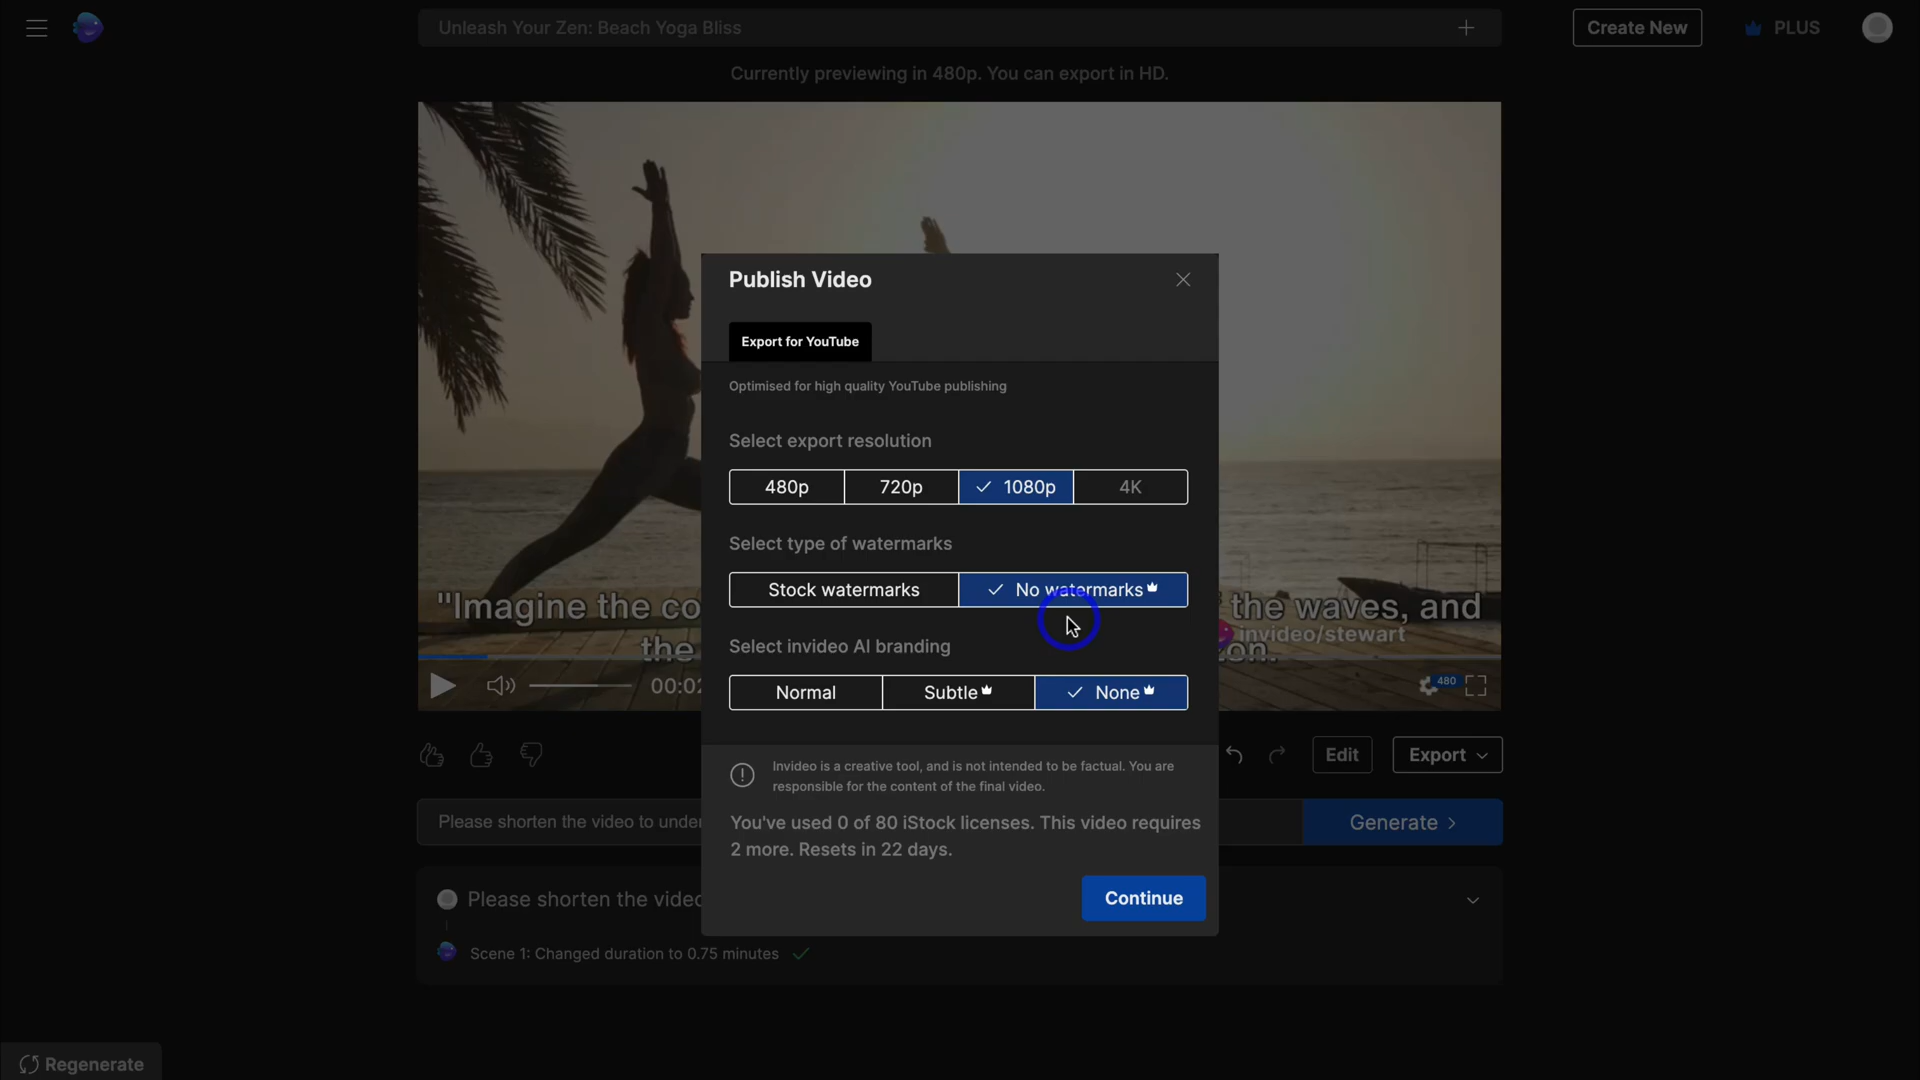 Unleash Your Zen: Beach Yoga Bliss
Create New
PLUS
Currently previewing in 480p. You can export in HD.
Publish Video
Export for YouTube
Optimised for high quality YouTube publishing
Select export resolution
480p
720p
1080p
4K
Select type of watermarks
Stock watermarks
No watermarks
"Imagine the co
the waves, and
the
on.
invideo/stewart
Select invideo AI branding
Normal
Subtle
None
00:02
480
Invideo is a creative tool, and is not intended to be factual. You are
responsible for the content of the final video.
Edit
Export
You've used 0 of 80 iStock licenses. This video requires
2 more. Resets in 22 days.
Please shorten the video to under
Generate
Continue
Please shorten the video
Scene 1: Changed duration to 0.75 minutes
Regenerate